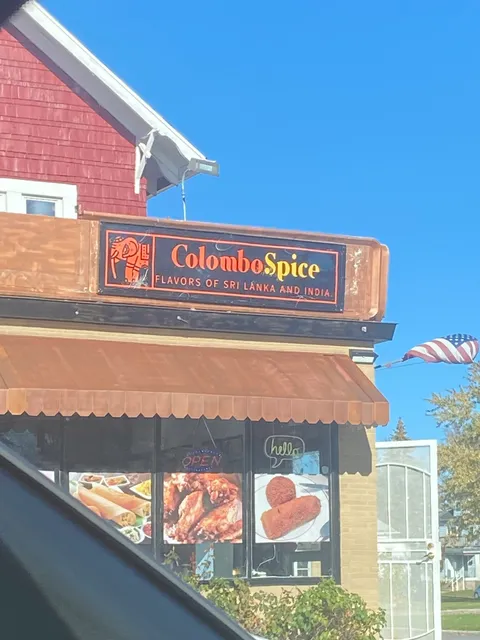 ColomboSpice
FLAVORS OF SRI LANKA AND INDIA.
OPEN
hello